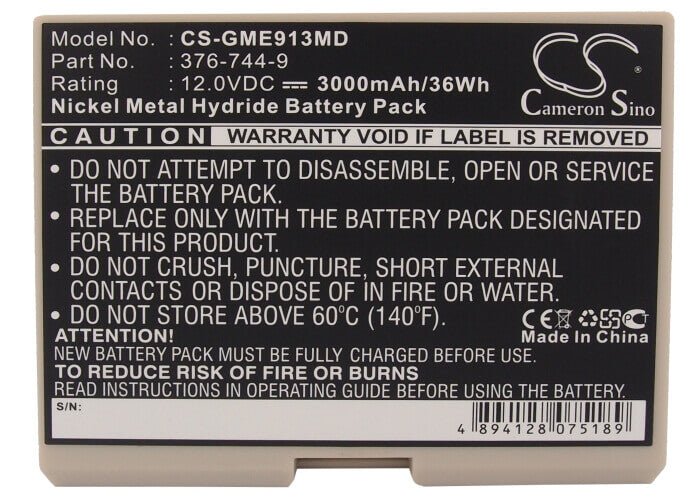 Model No. : CS-GME913MD
Part No. : 376-744-9
Rating : 12.0VDC ⎓ 3000mAh/36Wh
Nickel Metal Hydride Battery Pack
CS
Cameron Sino
CAUTION WARRANTY VOID IF LABEL IS REMOVED
• DO NOT ATTEMPT TO DISASSEMBLE, OPEN OR SERVICE
THE BATTERY PACK.
• REPLACE ONLY WITH THE BATTERY PACK DESIGNATED
FOR THIS PRODUCT.
• DO NOT CRUSH, PUNCTURE, SHORT EXTERNAL
CONTACTS OR DISPOSE OF IN FIRE OR WATER.
• DO NOT STORE ABOVE 60°C (140°F).
CE PCT
Made In China
ATTENTION!
NEW BATTERY PACK MUST BE FULLY CHARGED BEFORE USE
TO REDUCE RISK OF FIRE OR BURNS
READ INSTRUCTIONS IN OPERATING GUIDE BEFORE USE
S/N:
4 894128 075189